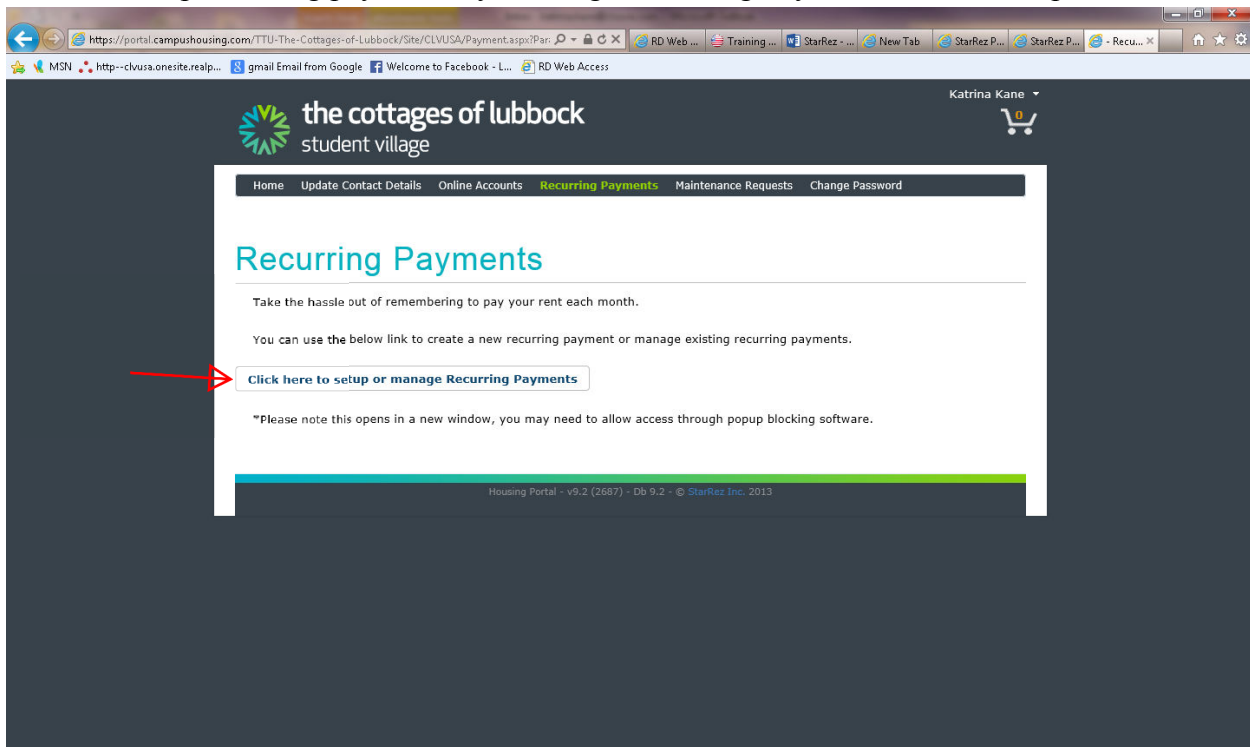 https://portal.campushousing.com/TTU-The-Cottages-of-Lubbock/Site/CLVUSA/Payment.aspx?Par
RD Web ...
Training ...
StarRez - ...
New Tab
StarRez P...
StarRez P...
- Recu...
MSN
http--clvusa.onesite.realp...
gmail Email from Google
Welcome to Facebook - L...
RD Web Access
Katrina Kane
0
the cottages of lubbock
student village
Home Update Contact Details Online Accounts Recurring Payments Maintenance Requests Change Password
Recurring Payments
Take the hassle out of remembering to pay your rent each month.
You can use the below link to create a new recurring payment or manage existing recurring payments.
Click here to setup or manage Recurring Payments
*Please note this opens in a new window, you may need to allow access through popup blocking software.
Housing Portal - v9.2 (2687) - Db 9.2 - © StarRez Inc. 2013